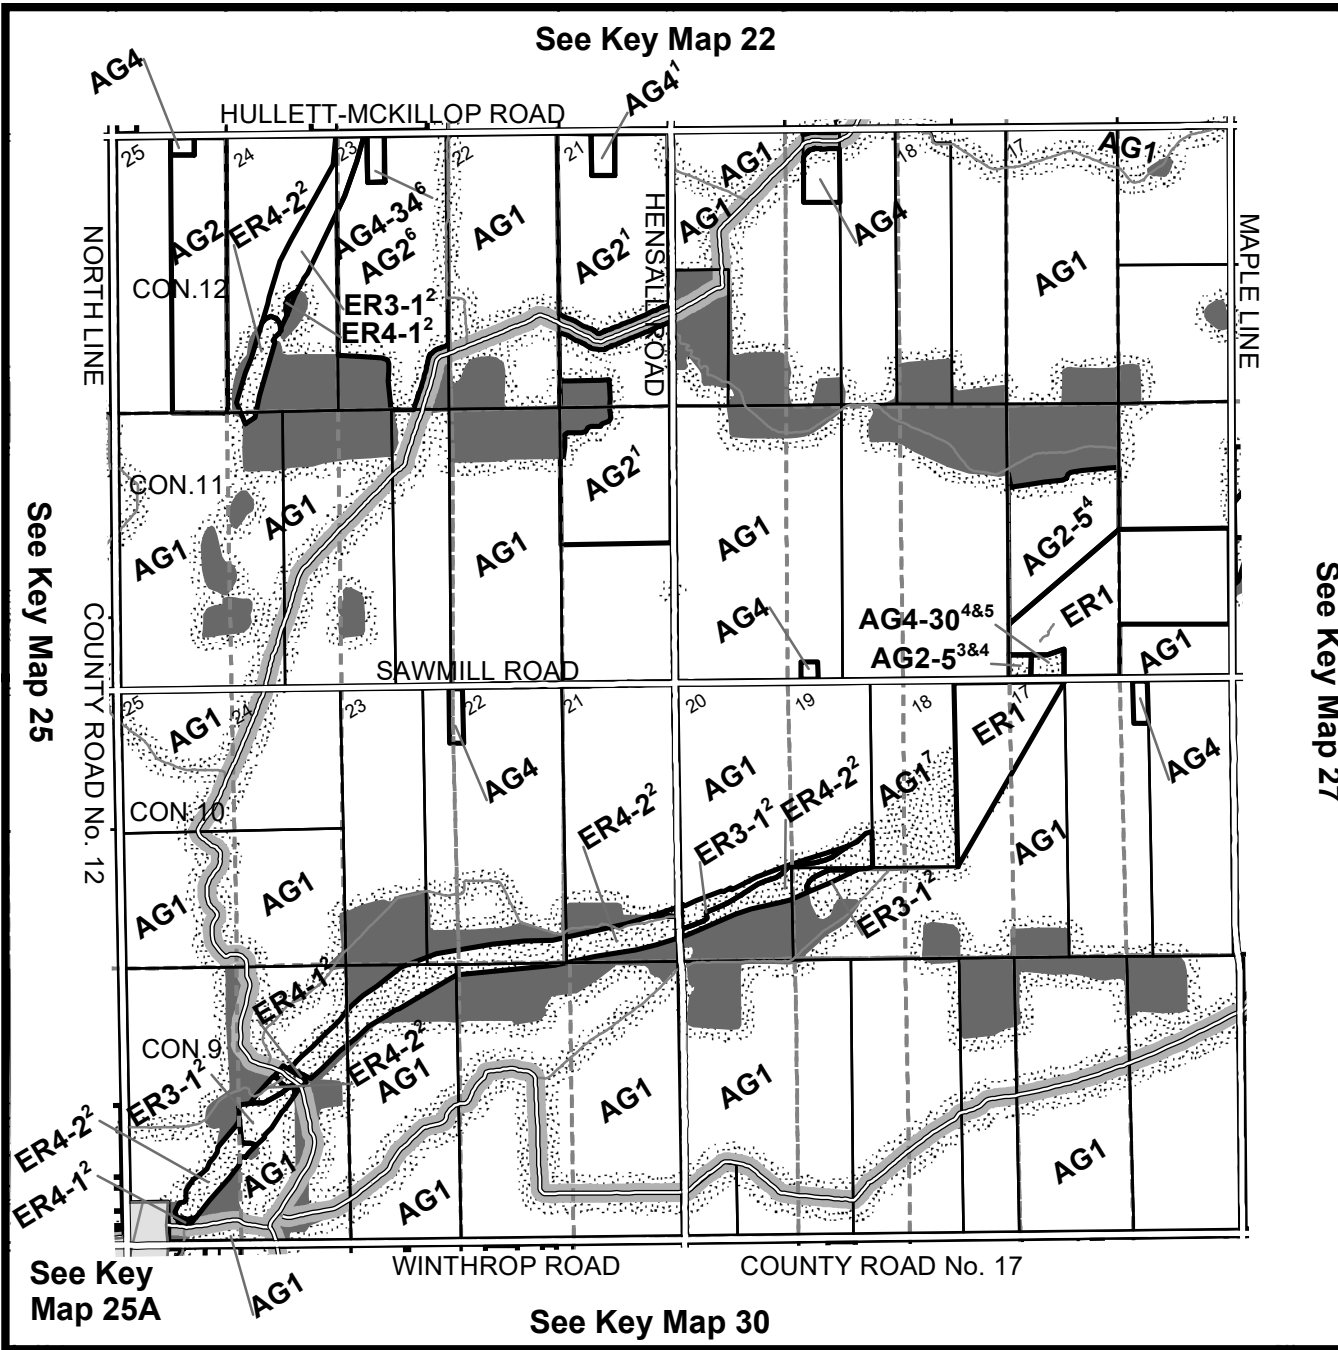 See Key Map 22
AG4
AG4¹
HULLETT-MCKILLOP ROAD
25
24
23
22
21
18
17
AG1
AG1
AG1
AG2
ER4-2²
AG4-34⁶
AG2⁶
AG1
AG2¹
HENSALL ROAD
AG4
AG1
MAPLE LINE
NORTH LINE
CON.12
ER3-1²
ER4-1²
CON.11
AG1
AG1
AG1
AG2¹
AG1
AG2-5⁴
ER1
See Key Map 25
See Key Map 27
COUNTY ROAD No. 12
AG4
AG4-30⁴&⁵
AG2-5³&⁴
AG1
SAWMILL ROAD
25
24
23
22
21
20
19
18
17
AG1
AG4
AG1
ER1
AG4
CON.10
ER4-2²
ER3-1²
ER4-2²
AG1⁷
AG1
AG1
AG1
ER3-1²
ER4-1²
CON.9
ER4-2²
AG1
ER3-1²
AG1
AG1
ER4-2²
ER4-1²
AG1
AG1
AG1
WINTHROP ROAD
COUNTY ROAD No. 17
See Key
Map 25A
AG1
See Key Map 30